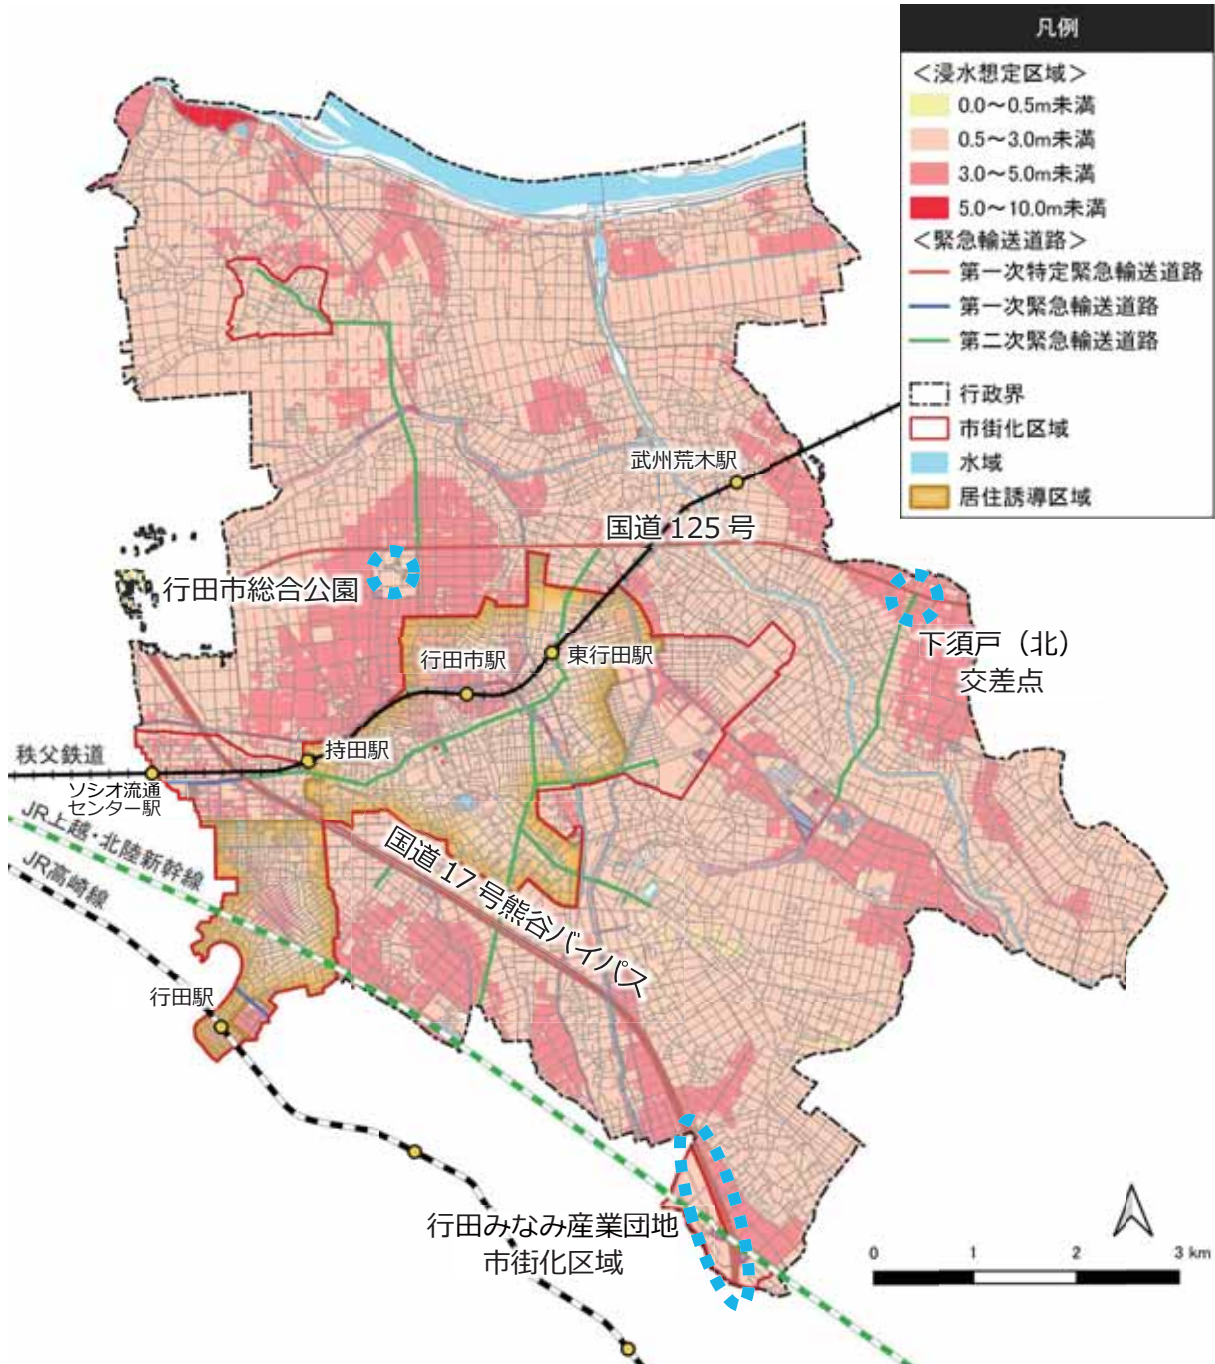 凡例
＜浸水想定区域＞
0.0～0.5m未満
0.5～3.0m未満
3.0～5.0m未満
5.0～10.0m未満
＜緊急輸送道路＞
第一次特定緊急輸送道路
第一次緊急輸送道路
第二次緊急輸送道路
行政界
市街化区域
水域
居住誘導区域
武州荒木駅
国道125号
行田市総合公園
下須戸（北）
交差点
行田市駅
東行田駅
持田駅
秩父鉄道
ソシオ流通
センター駅
JR上越・北陸新幹線
JR高崎線
国道17号熊谷バイパス
行田駅
行田みなみ産業団地
市街化区域
0 1 2 3 km